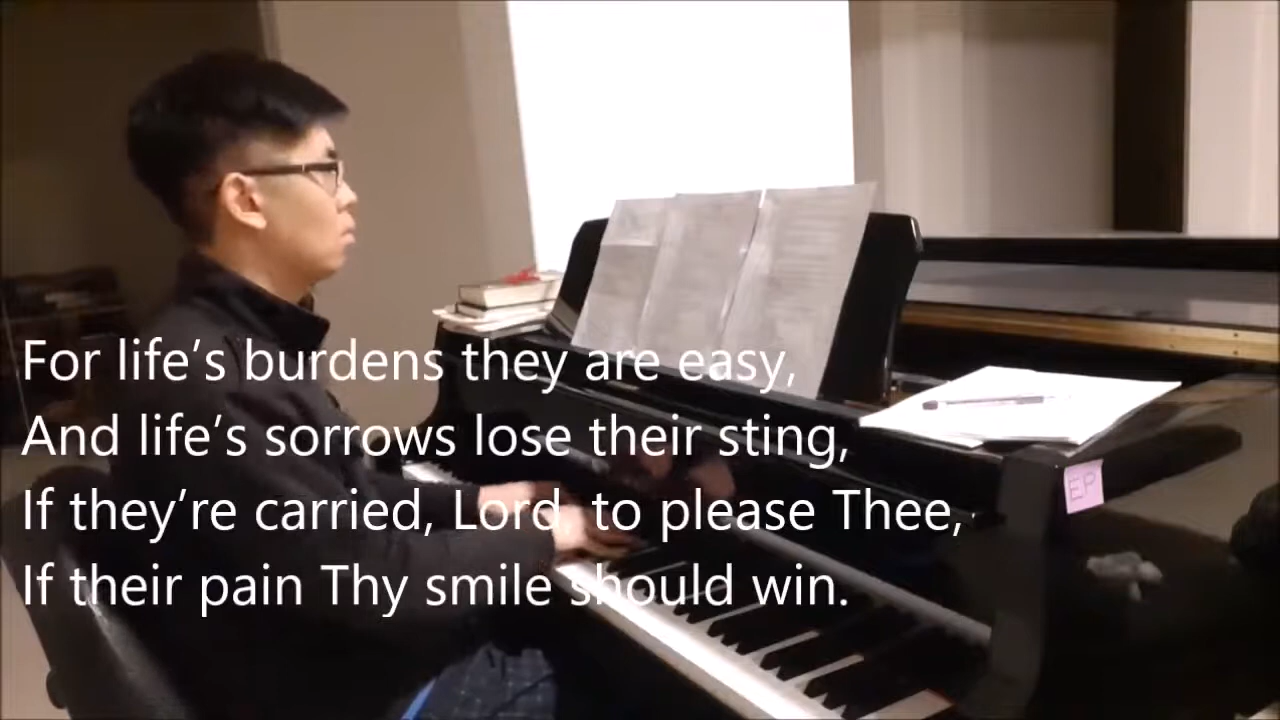 For life’s burdens they are easy,
And life’s sorrows lose their sting,
If they’re carried, Lord, to please Thee,
If their pain Thy smile should win.
EP